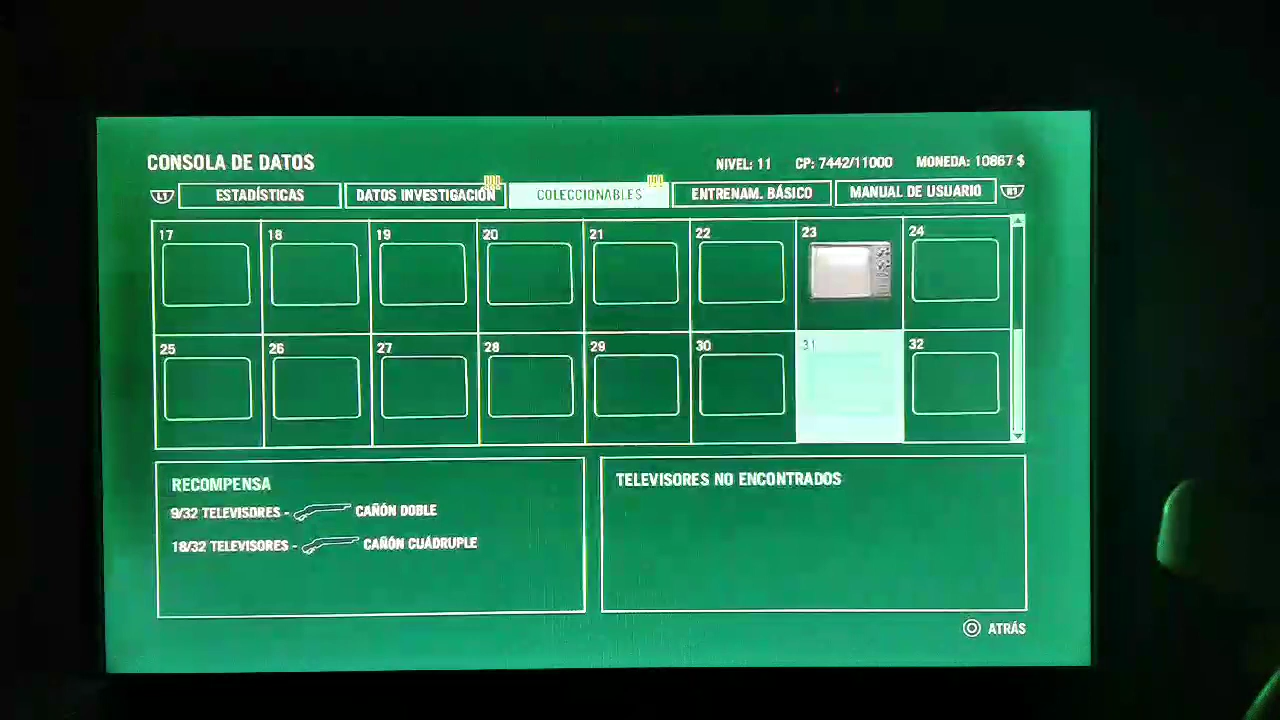 CONSOLA DE DATOS
NIVEL: 11 CP: 7442/11000 MONEDA: 10867 $
L1 ESTADÍSTICAS DATOS INVESTIGACIÓN COLECCIONABLES ENTRENAM. BÁSICO MANUAL DE USUARIO R1
17 18 19 20 21 22 23 24
25 26 27 28 29 30 31 32
RECOMPENSA
9/32 TELEVISORES - CAÑÓN DOBLE
18/32 TELEVISORES - CAÑÓN CUÁDRUPLE
TELEVISORES NO ENCONTRADOS
ATRÁS